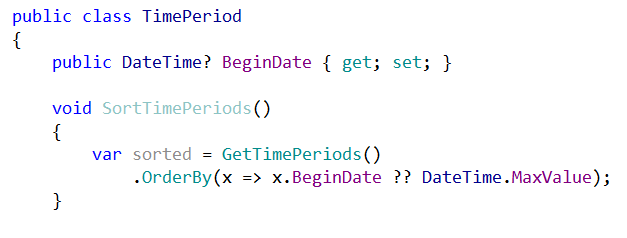 public class TimePeriod
{
    public DateTime? BeginDate { get; set; }
    void SortTimePeriods()
    {
        var sorted = GetTimePeriods()
            .OrderBy(x => x.BeginDate ?? DateTime.MaxValue);
    }